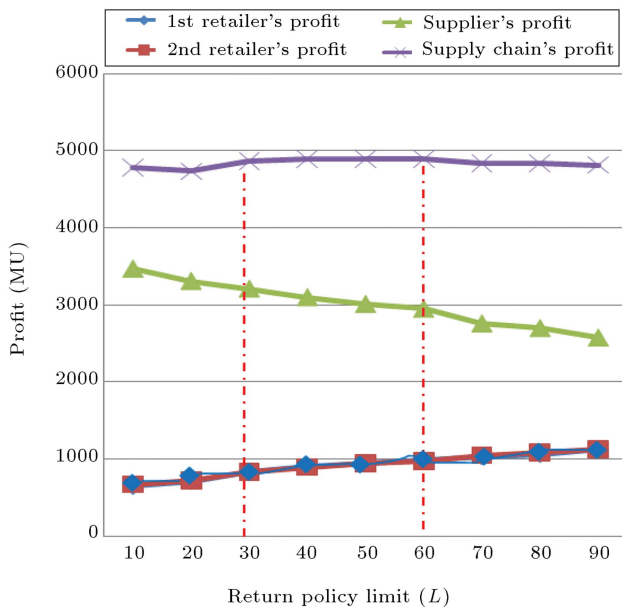 1st retailer's profit
Supplier's profit
2nd retailer's profit
Supply chain's profit
6000
5000
4000
3000
2000
1000
0
Profit (MU)
10 20 30 40 50 60 70 80 90
Return policy limit (L)